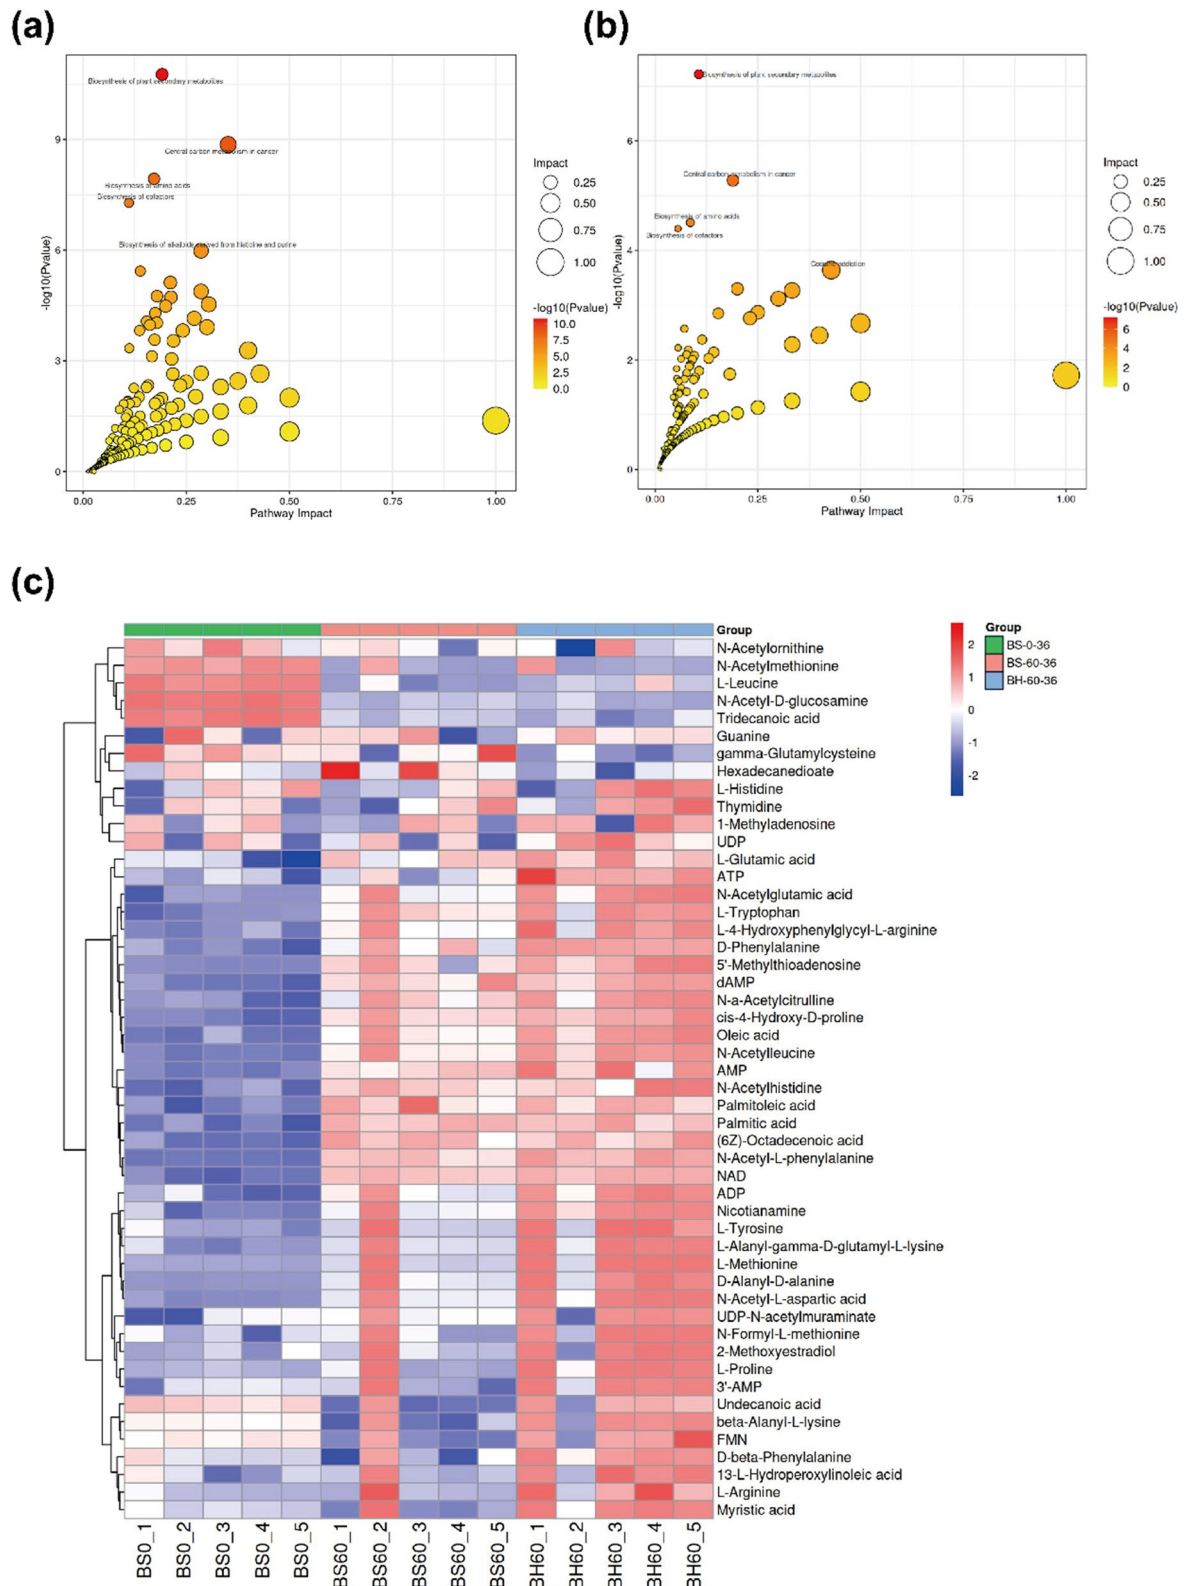 (a)
(b)
Biosynthesis of plant secondary metabolites
Central carbon metabolism in cancer
Biosynthesis of amino acids
Biosynthesis of cofactors
Biosynthesis of alkaloids derived from histidine and purine
9
6
3
0
-log10(Pvalue)
0.00
0.25
0.50
0.75
1.00
Pathway Impact
Impact
0.25
0.50
0.75
1.00
-log10(Pvalue)
10.0
7.5
5.0
2.5
0.0
Biosynthesis of plant secondary metabolites
Central carbon metabolism in cancer
Biosynthesis of amino acids
Biosynthesis of cofactors
Cocaine addiction
6
4
2
0
-log10(Pvalue)
0.00
0.25
0.50
0.75
1.00
Pathway Impact
Impact
0.25
0.50
0.75
1.00
-log10(Pvalue)
6
4
2
0
(c)
Group
N-Acetylornithine
N-Acetylmethionine
L-Leucine
N-Acetyl-D-glucosamine
Tridecanoic acid
Guanine
gamma-Glutamylcysteine
Hexadecanedioate
L-Histidine
Thymidine
1-Methyladenosine
UDP
L-Glutamic acid
ATP
N-Acetylglutamic acid
L-Tryptophan
L-4-Hydroxyphenylglycyl-L-arginine
D-Phenylalanine
5'-Methylthioadenosine
dAMP
N-a-Acetylcitrulline
cis-4-Hydroxy-D-proline
Oleic acid
N-Acetylleucine
AMP
N-Acetylhistidine
Palmitoleic acid
Palmitic acid
(6Z)-Octadecenoic acid
N-Acetyl-L-phenylalanine
NAD
ADP
Nicotianamine
L-Tyrosine
L-Alanyl-gamma-D-glutamyl-L-lysine
L-Methionine
D-Alanyl-D-alanine
N-Acetyl-L-aspartic acid
UDP-N-acetylmuraminate
N-Formyl-L-methionine
2-Methoxyestradiol
L-Proline
3'-AMP
Undecanoic acid
beta-Alanyl-L-lysine
FMN
D-beta-Phenylalanine
13-L-Hydroperoxylinoleic acid
L-Arginine
Myristic acid
BS0_1
BS0_2
BS0_3
BS0_4
BS0_5
BS60_1
BS60_2
BS60_3
BS60_4
BS60_5
BH60_1
BH60_2
BH60_3
BH60_4
BH60_5
2
1
0
-1
-2
Group
BS-0-36
BS-60-36
BH-60-36